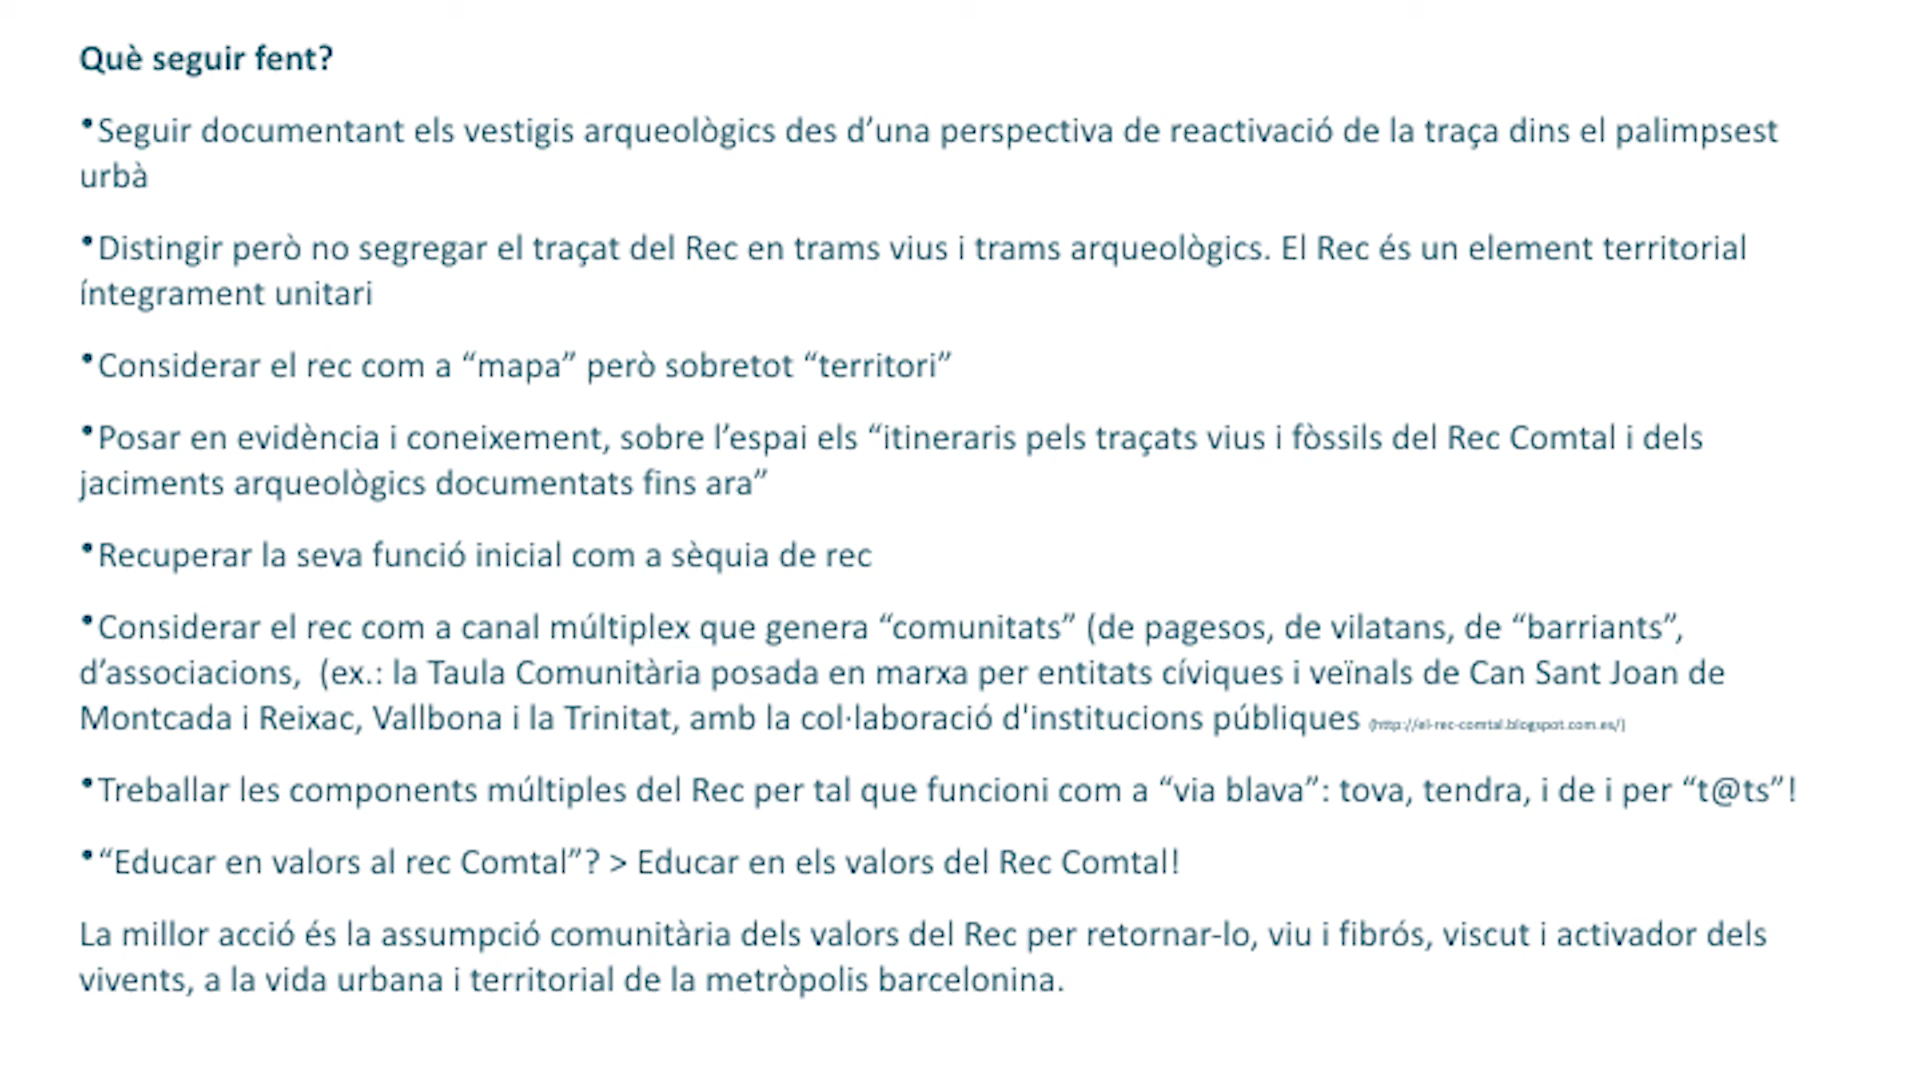 Què seguir fent?
•Seguir documentant els vestigis arqueològics des d’una perspectiva de reactivació de la traça dins el palimpsest
urbà
•Distingir però no segregar el traçat del Rec en trams vius i trams arqueològics. El Rec és un element territorial
íntegrament unitari
•Considerar el rec com a “mapa” però sobretot “territori”
•Posar en evidència i coneixement, sobre l’espai els “itineraris pels traçats vius i fòssils del Rec Comtal i dels
jaciments arqueològics documentats fins ara”
•Recuperar la seva funció inicial com a sèquia de rec
•Considerar el rec com a canal múltiplex que genera “comunitats” (de pagesos, de vilatans, de “barriants”,
d’associacions,  (ex.: la Taula Comunitària posada en marxa per entitats cíviques i veïnals de Can Sant Joan de
Montcada i Reixac, Vallbona i la Trinitat, amb la col·laboració d'institucions públiques (http://el-rec-comtal.blogspot.com.es/)
•Treballar les components múltiples del Rec per tal que funcioni com a “via blava”: tova, tendra, i de i per “t@ts”!
•“Educar en valors al rec Comtal”? > Educar en els valors del Rec Comtal!
La millor acció és la assumpció comunitària dels valors del Rec per retornar-lo, viu i fibrós, viscut i activador dels
vivents, a la vida urbana i territorial de la metròpolis barcelonina.